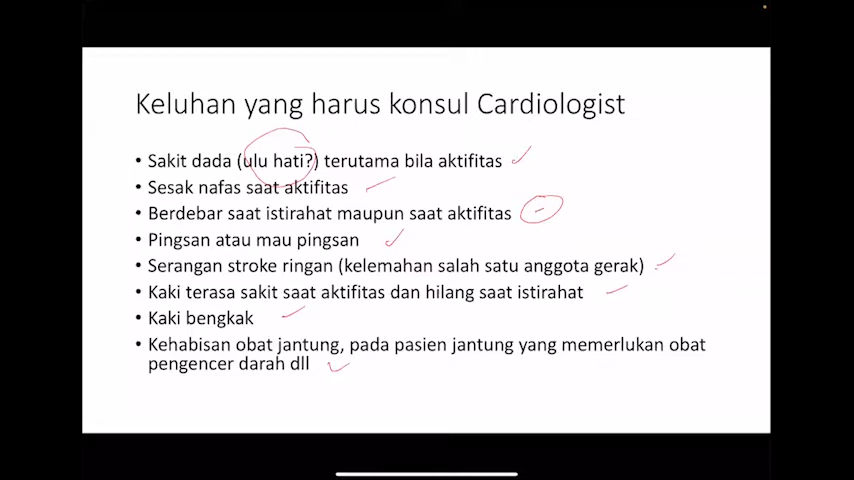 Keluhan yang harus konsul Cardiologist
• Sakit dada (ulu hati?) terutama bila aktifitas
• Sesak nafas saat aktifitas
• Berdebar saat istirahat maupun saat aktifitas
• Pingsan atau mau pingsan
• Serangan stroke ringan (kelemahan salah satu anggota gerak)
• Kaki terasa sakit saat aktifitas dan hilang saat istirahat
• Kaki bengkak
• Kehabisan obat jantung, pada pasien jantung yang memerlukan obat
pengencer darah dll